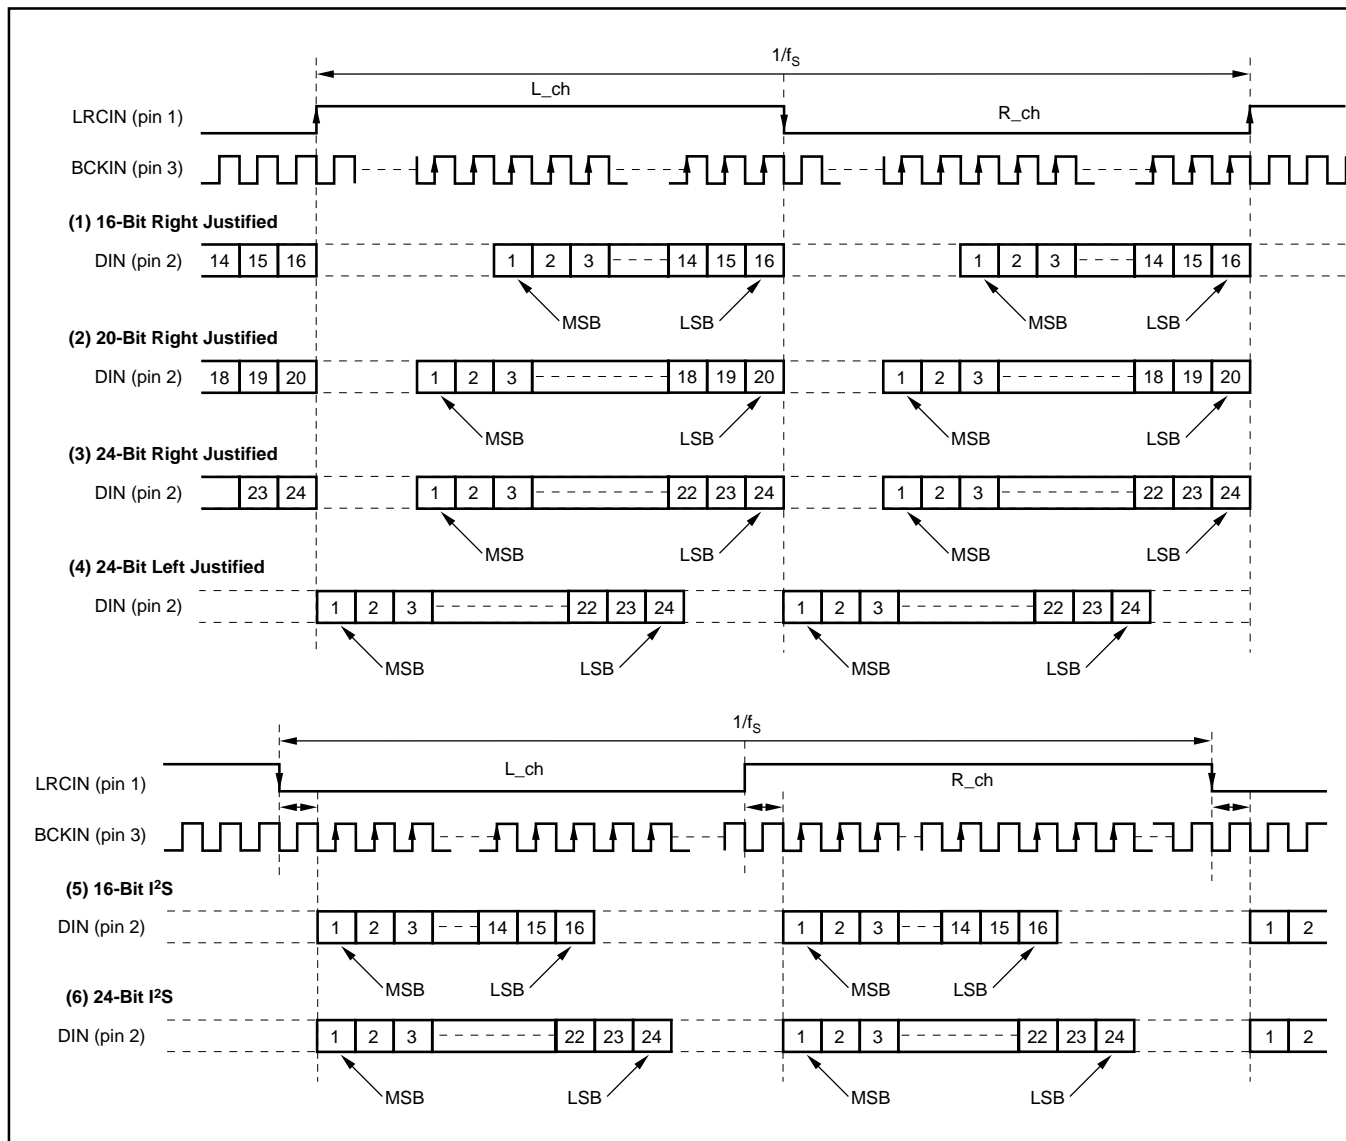 1/fS
L_ch
LRCIN (pin 1)
R_ch
BCKIN (pin 3)
(1) 16-Bit Right Justified
DIN (pin 2) 14 15 16 1 2 3 14 15 16 1 2 3 14 15 16
MSB LSB MSB LSB
(2) 20-Bit Right Justified
DIN (pin 2) 18 19 20 1 2 3 18 19 20 1 2 3 18 19 20
MSB LSB MSB LSB
(3) 24-Bit Right Justified
DIN (pin 2) 23 24 1 2 3 22 23 24 1 2 3 22 23 24
MSB LSB MSB LSB
(4) 24-Bit Left Justified
DIN (pin 2) 1 2 3 22 23 24 1 2 3 22 23 24
MSB LSB MSB LSB
1/fS
L_ch
LRCIN (pin 1)
R_ch
BCKIN (pin 3)
(5) 16-Bit I²S
DIN (pin 2) 1 2 3 14 15 16 1 2 3 14 15 16 1 2
MSB LSB MSB LSB
(6) 24-Bit I²S
DIN (pin 2) 1 2 3 22 23 24 1 2 3 22 23 24 1 2
MSB LSB MSB LSB